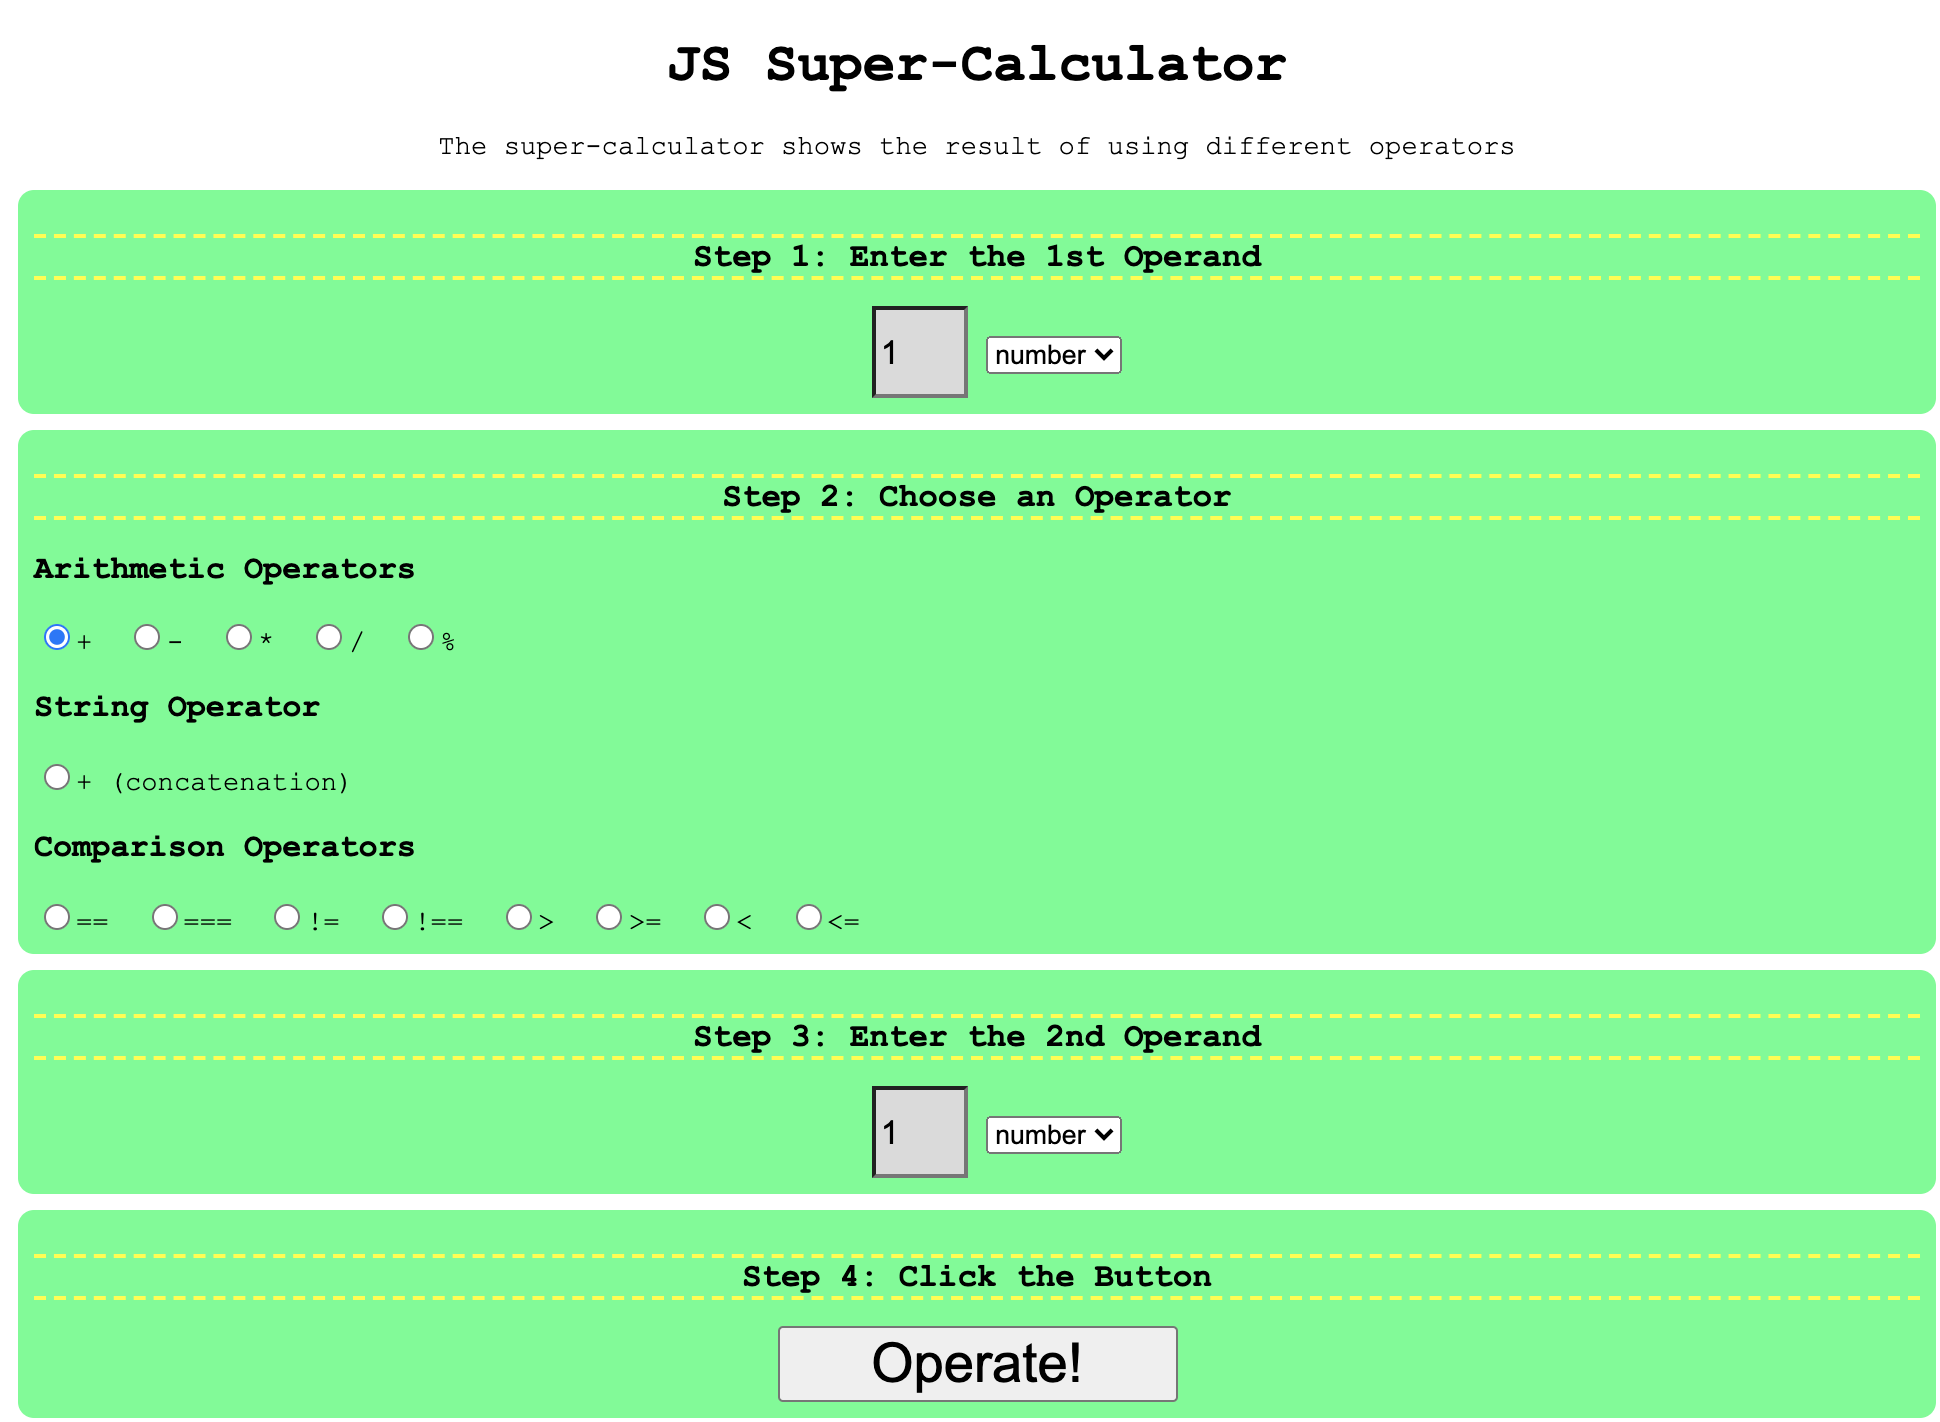 JS Super-Calculator
The super-calculator shows the result of using different operators
Step 1: Enter the 1st Operand
1 number
Step 2: Choose an Operator
Arithmetic Operators
+ - * / %
String Operator
+ (concatenation)
Comparison Operators
== === != !== > >= < <=
Step 3: Enter the 2nd Operand
1 number
Step 4: Click the Button
Operate!